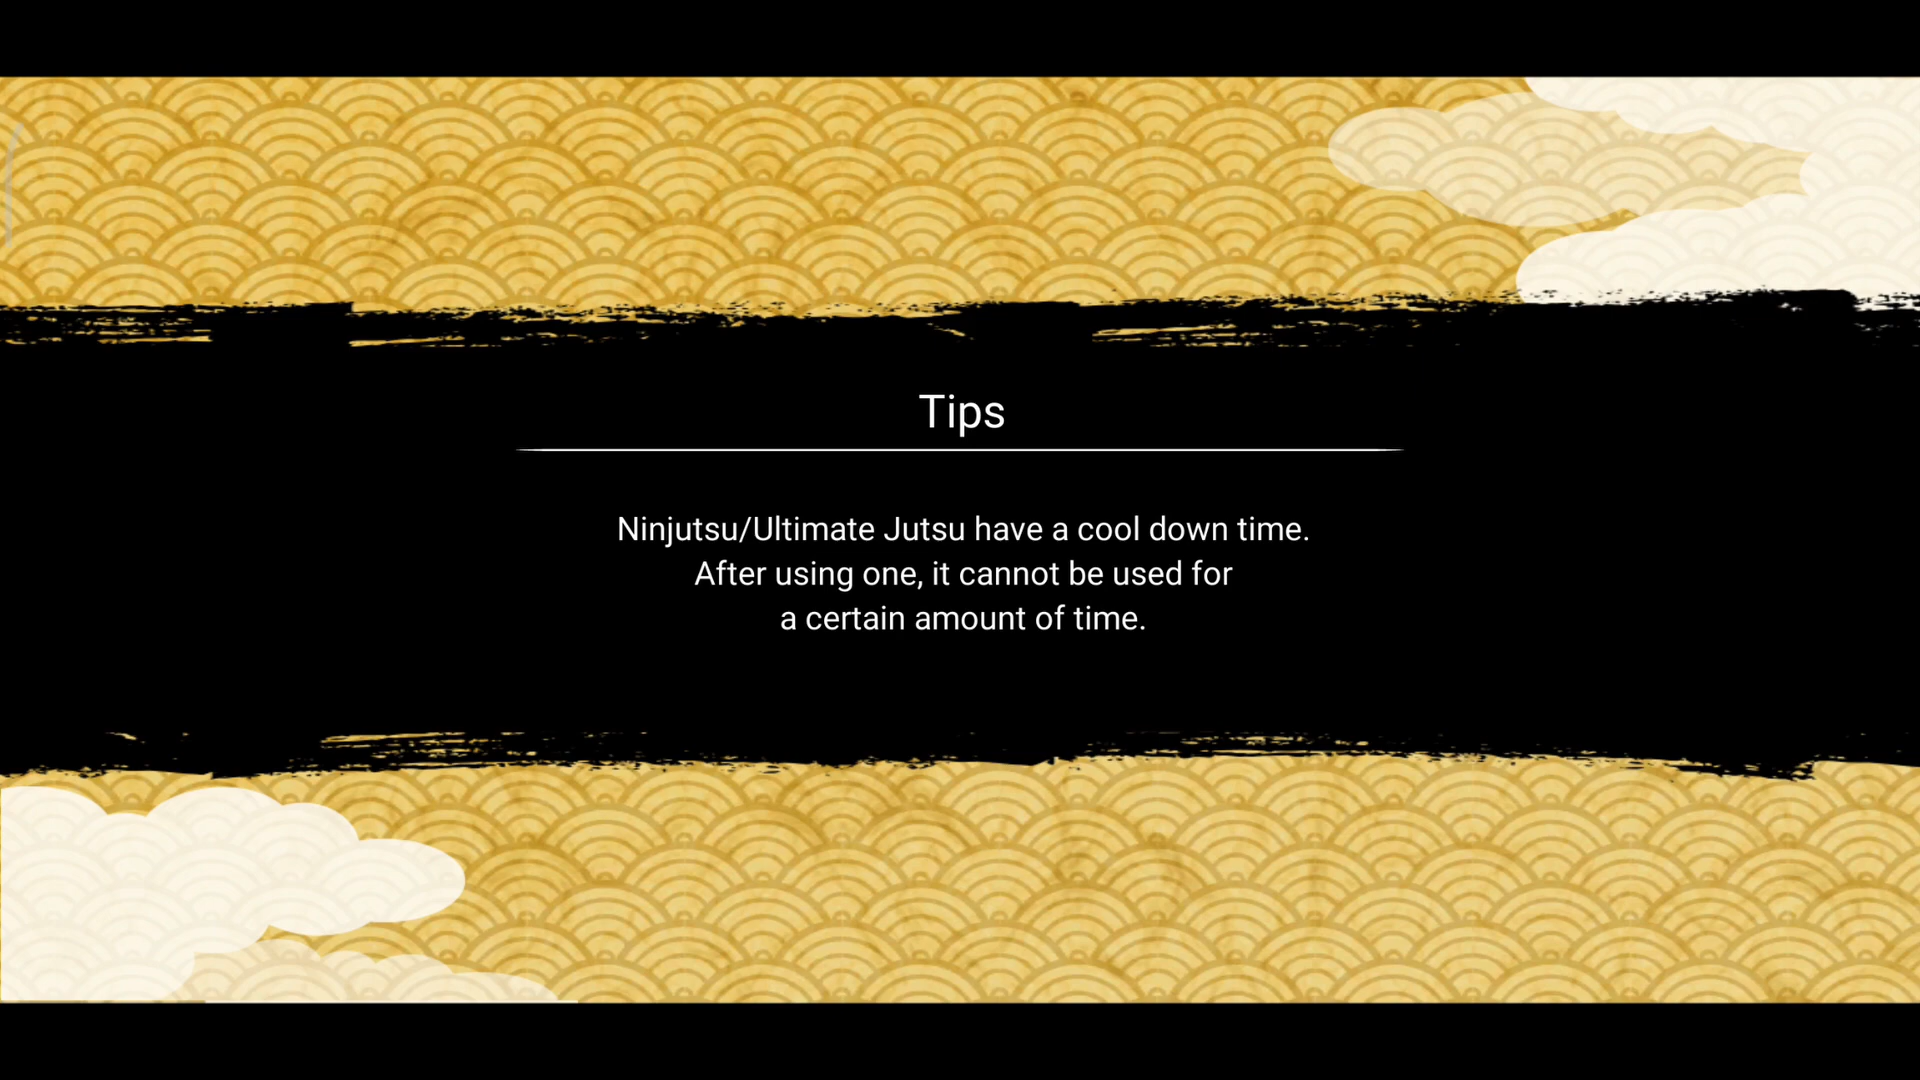 Tips
Ninjutsu/Ultimate Jutsu have a cool down time.
After using one, it cannot be used for
a certain amount of time.